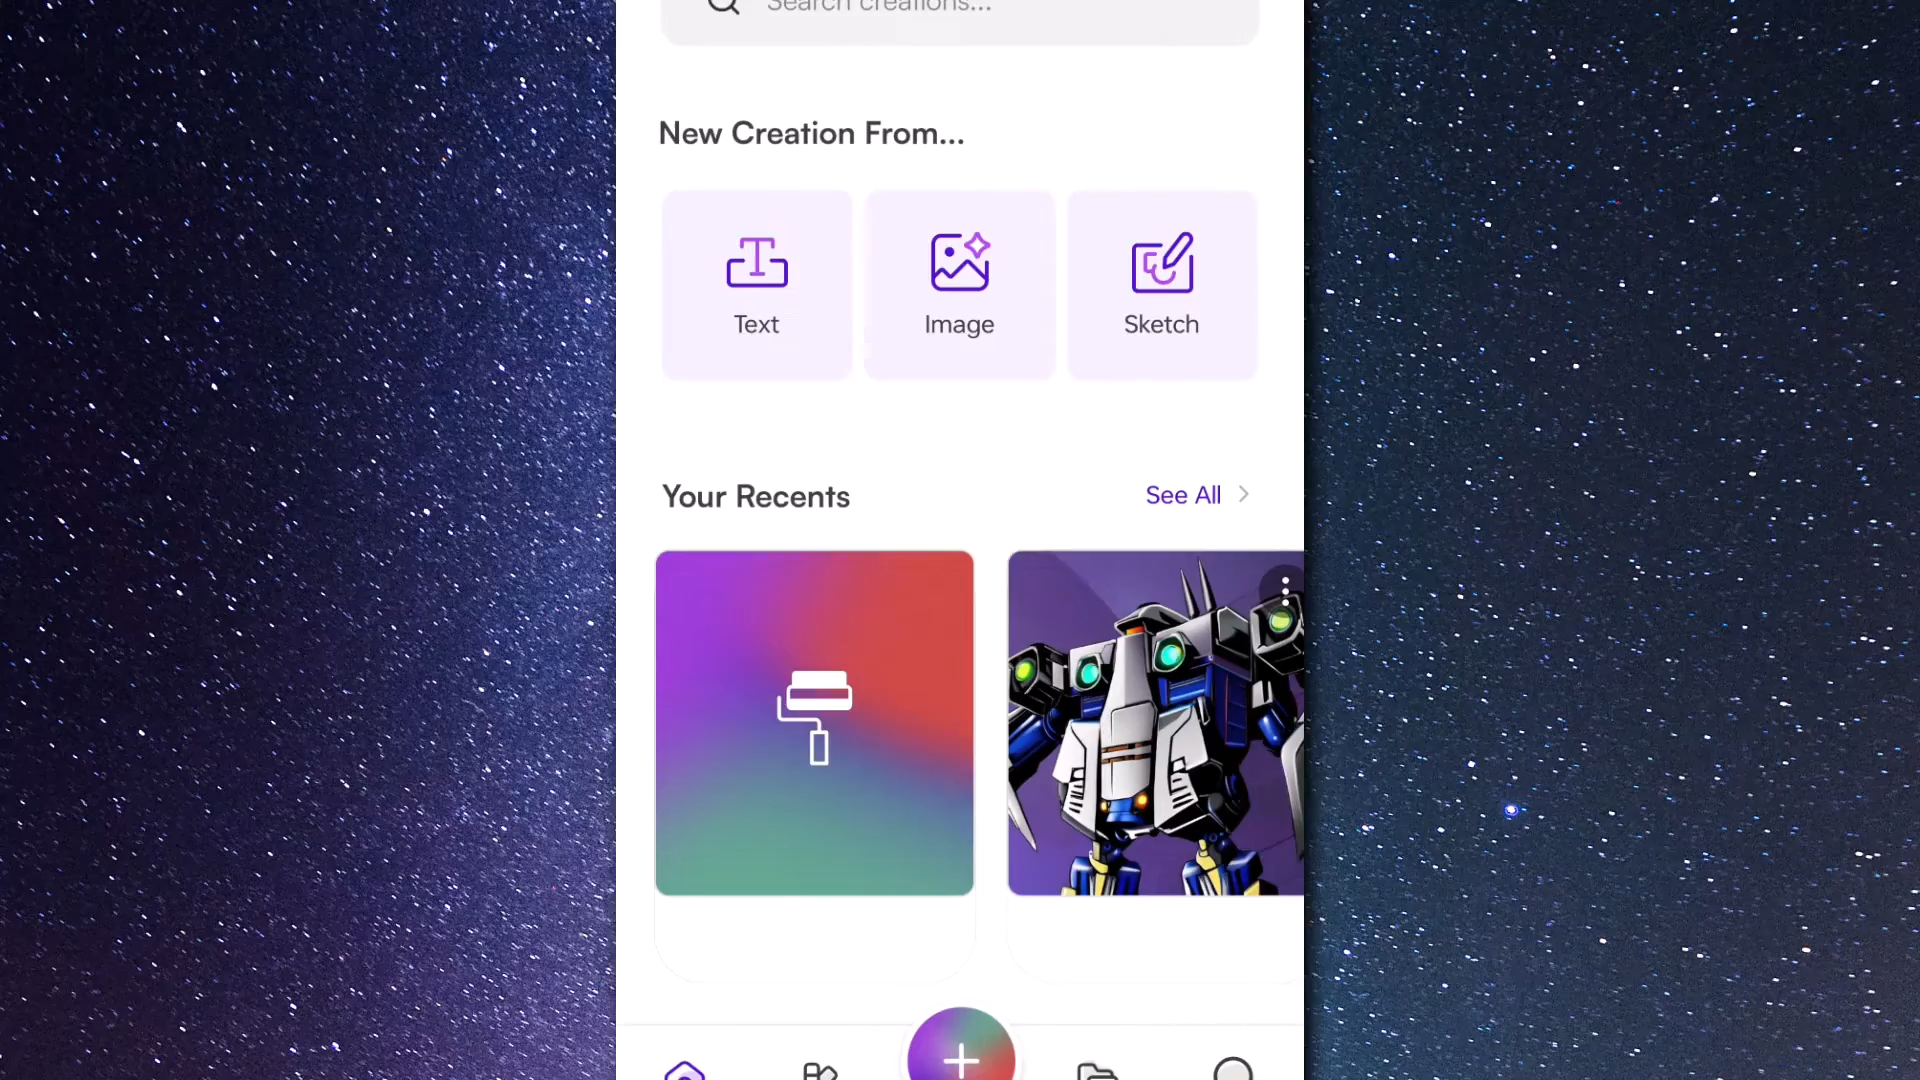 Search creations...
New Creation From...
Text
Image
Sketch
Your Recents
See All